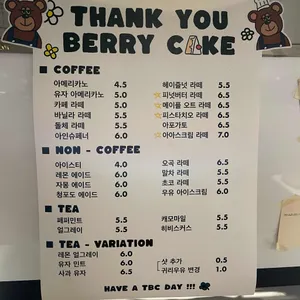 THANK YOU
BERRY CAKE
COFFEE
아메리카노 4.5
유자 아메리카노 5.0
카페 라떼 5.0
바닐라 라떼 5.5
돌체 라떼 5.5
아인슈페너 6.0
헤이즐넛 라떼 5.5
피넛버터 라떼 6.5
메이플 오트 라떼 6.5
피스타치오 라떼 6.5
아포가토 6.5
아이스크림 라떼 7.0
NON - COFFEE
아이스티 4.0
레몬 에이드 6.0
자몽 에이드 6.0
청포도 에이드 6.0
오곡 라떼 5.5
말차 라떼 5.5
초코 라떼 5.5
우유 아이스크림 6.0
TEA
페퍼민트 5.5
얼그레이 5.5
캐모마일 5.5
히비스커스 5.5
TEA - VARIATION
레몬 얼그레이 6.0
유자 민트 6.0
사과 유자 6.5
샷 추가 0.5
귀리우유 변경 1.0
HAVE A TBC DAY !!!